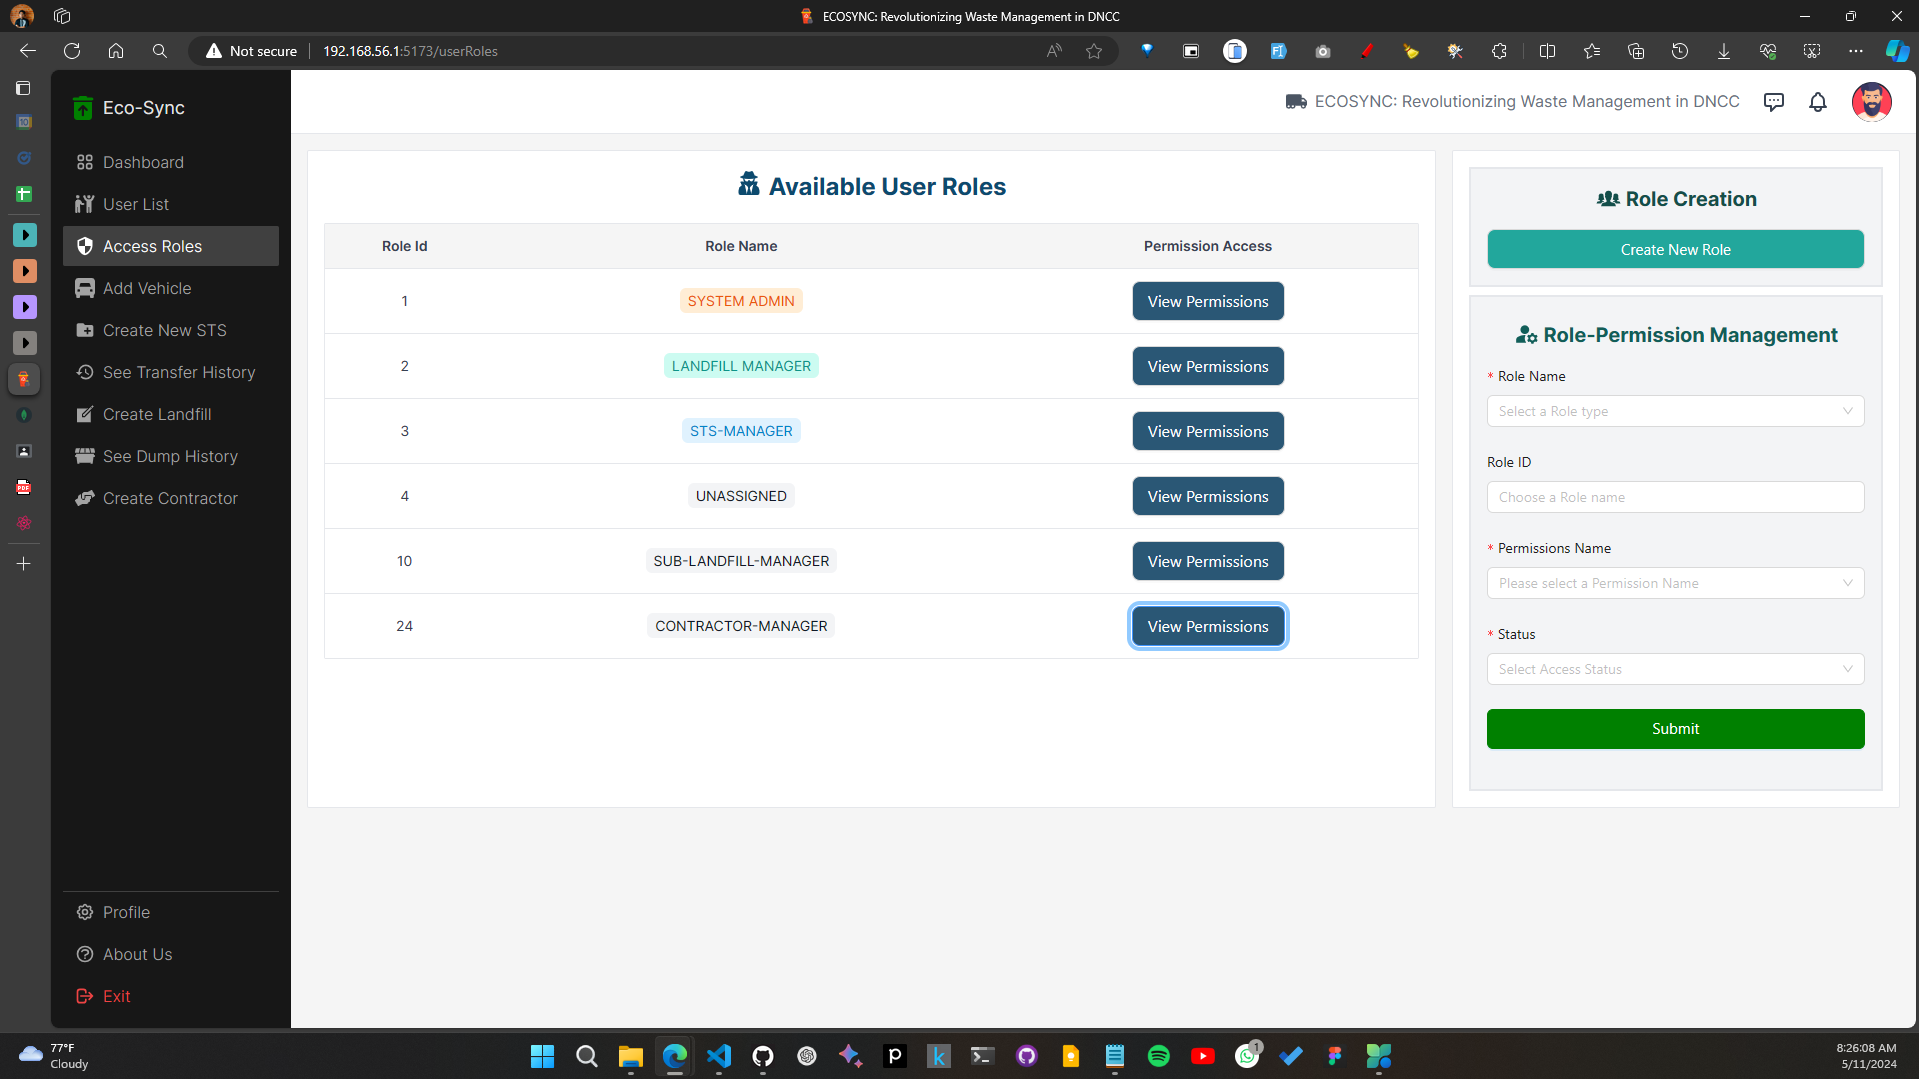 ECOSYNC: Revolutionizing Waste Management in DNCC
Not secure
192.168.56.1:5173/userRoles
Eco-Sync
Dashboard
User List
Access Roles
Add Vehicle
Create New STS
See Transfer History
Create Landfill
See Dump History
Create Contractor
Profile
About Us
Exit
ECOSYNC: Revolutionizing Waste Management in DNCC
Available User Roles
Role Id Role Name Permission Access
1 SYSTEM ADMIN View Permissions
2 LANDFILL MANAGER View Permissions
3 STS-MANAGER View Permissions
4 UNASSIGNED View Permissions
10 SUB-LANDFILL-MANAGER View Permissions
24 CONTRACTOR-MANAGER View Permissions
Role Creation
Create New Role
Role-Permission Management
* Role Name
Select a Role type
Role ID
Choose a Role name
* Permissions Name
Please select a Permission Name
* Status
Select Access Status
Submit
77°F
Cloudy
1
8:26:08 AM
5/11/2024